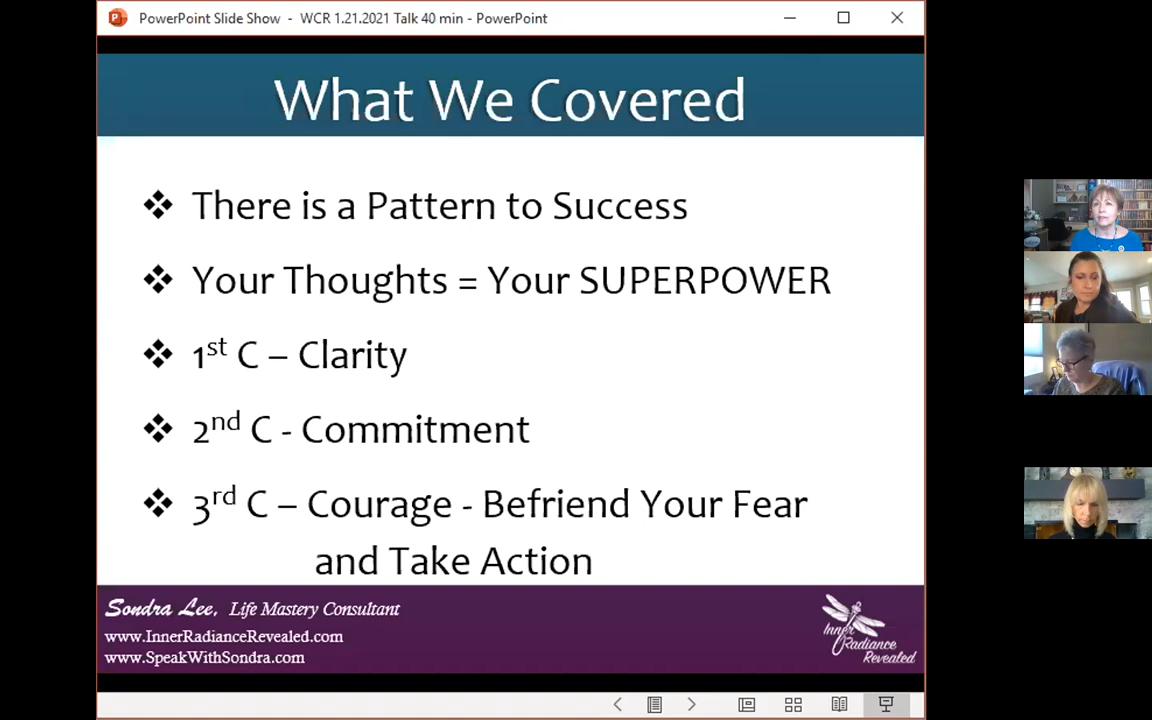 PowerPoint Slide Show - WCR 1.21.2021 Talk 40 min - PowerPoint
What We Covered
❖ There is a Pattern to Success
❖ Your Thoughts = Your SUPERPOWER
❖ 1st C – Clarity
❖ 2nd C - Commitment
❖ 3rd C – Courage - Befriend Your Fear
and Take Action
Sondra Lee, Life Mastery Consultant
www.InnerRadianceRevealed.com
www.SpeakWithSondra.com
Inner
Radiance
Revealed